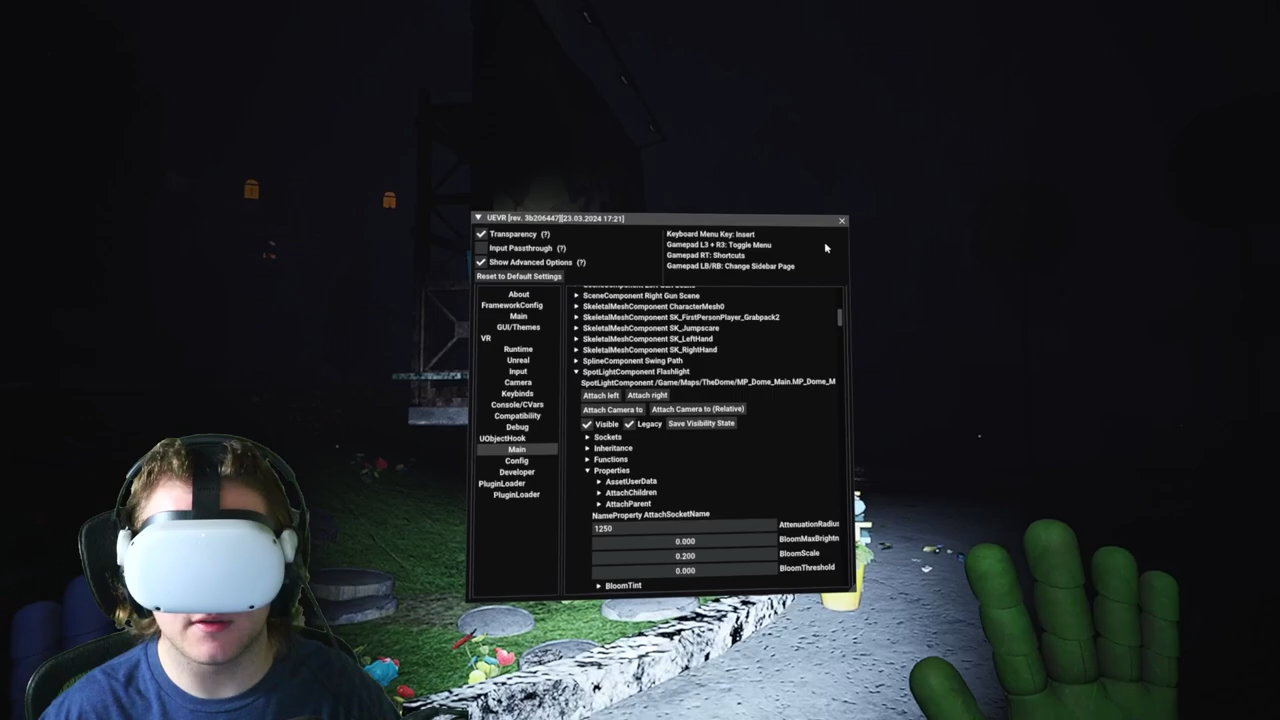 UEVR [rev. 3b206447][23.03.2024 17:21]
Transparency (?)
Input Passthrough (?)
Show Advanced Options (?)
Reset to Default Settings
Keyboard Menu Key: Insert
Gamepad L3 + R3: Toggle Menu
Gamepad RT: Shortcuts
Gamepad LB/RB: Change Sidebar Page
About
FrameworkConfig
Main
GUI/Themes
VR
Runtime
Unreal
Input
Camera
Keybinds
Console/CVars
Compatibility
Debug
UObjectHook
Main
Config
Developer
PluginLoader
PluginLoader
SceneComponent Right Gun Scene
SkeletalMeshComponent CharacterMesh0
SkeletalMeshComponent SK_FirstPersonPlayer_Grabpack2
SkeletalMeshComponent SK_Jumpscare
SkeletalMeshComponent SK_LeftHand
SkeletalMeshComponent SK_RightHand
SplineComponent Swing Path
SpotLightComponent Flashlight
SpotLightComponent /Game/Maps/TheDome/MP_Dome_Main.MP_Dome_M
Attach left Attach right
Attach Camera to Attach Camera to (Relative)
Visible Legacy Save Visibility State
Sockets
Inheritance
Functions
Properties
AssetUserData
AttachChildren
AttachParent
NameProperty AttachSocketName
1250 AttenuationRadius
0.000 BloomMaxBrightn
0.200 BloomScale
0.000 BloomThreshold
BloomTint